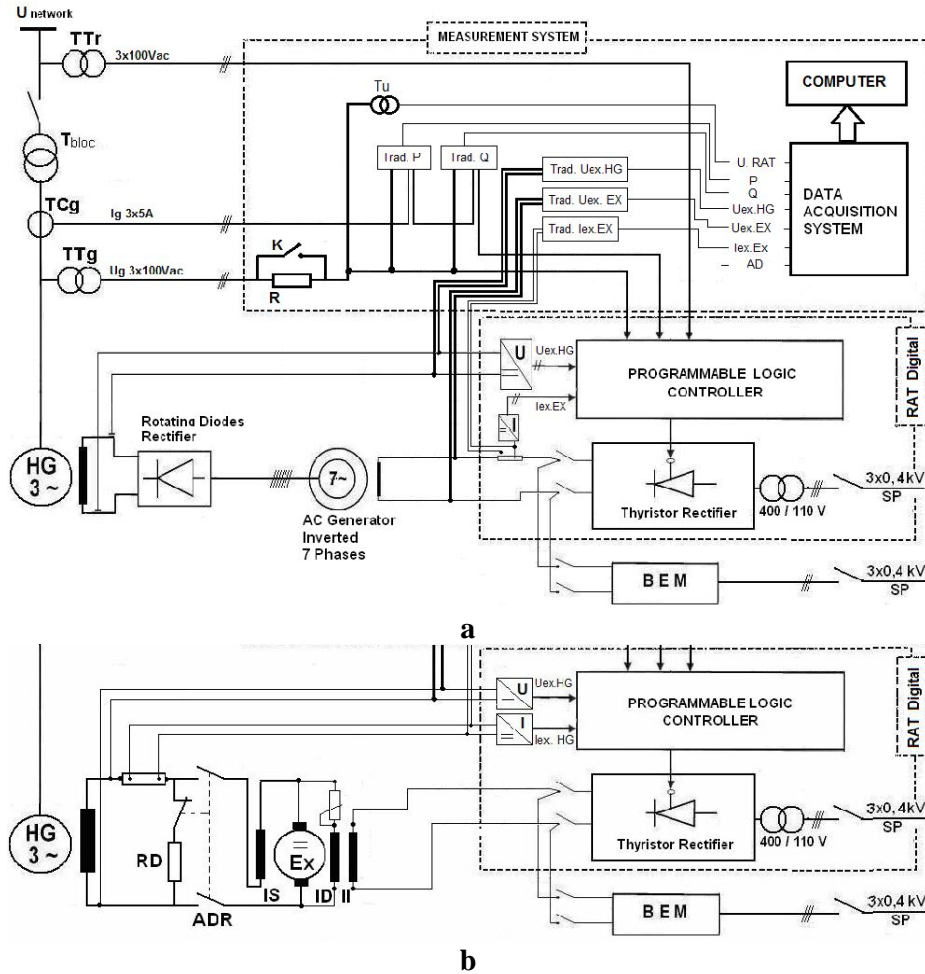 U network
TTr
3x100Vac
MEASUREMENT SYSTEM
COMPUTER
Tu
Tbloc
Trad. P
Trad. Q
Trad. Uex.HG
Trad. Uex. EX
Trad. Iex.EX
U. RAT
P
Q
Uex.HG
Uex.EX
Iex.Ex
AD
DATA
ACQUISITION
SYSTEM
TCg
Ig 3x5A
K
TTg
Ug 3x100Vac
R
U
Uex.HG
Iex.EX
I
PROGRAMMABLE LOGIC
CONTROLLER
RAT Digital
Rotating Diodes
Rectifier
HG
3 ~
7~
AC Generator
Inverted
7 Phases
Thyristor Rectifier
400 / 110 V
3x0,4kV
SP
BEM
3x0,4 kV
SP
a
U
Uex.HG
I
Iex. HG
PROGRAMMABLE LOGIC
CONTROLLER
RAT Digital
HG
3 ~
RD
ADR
IS
Ex
ID
II
Thyristor Rectifier
400 / 110 V
3x0,4kV
SP
BEM
3x0,4 kV
SP
b